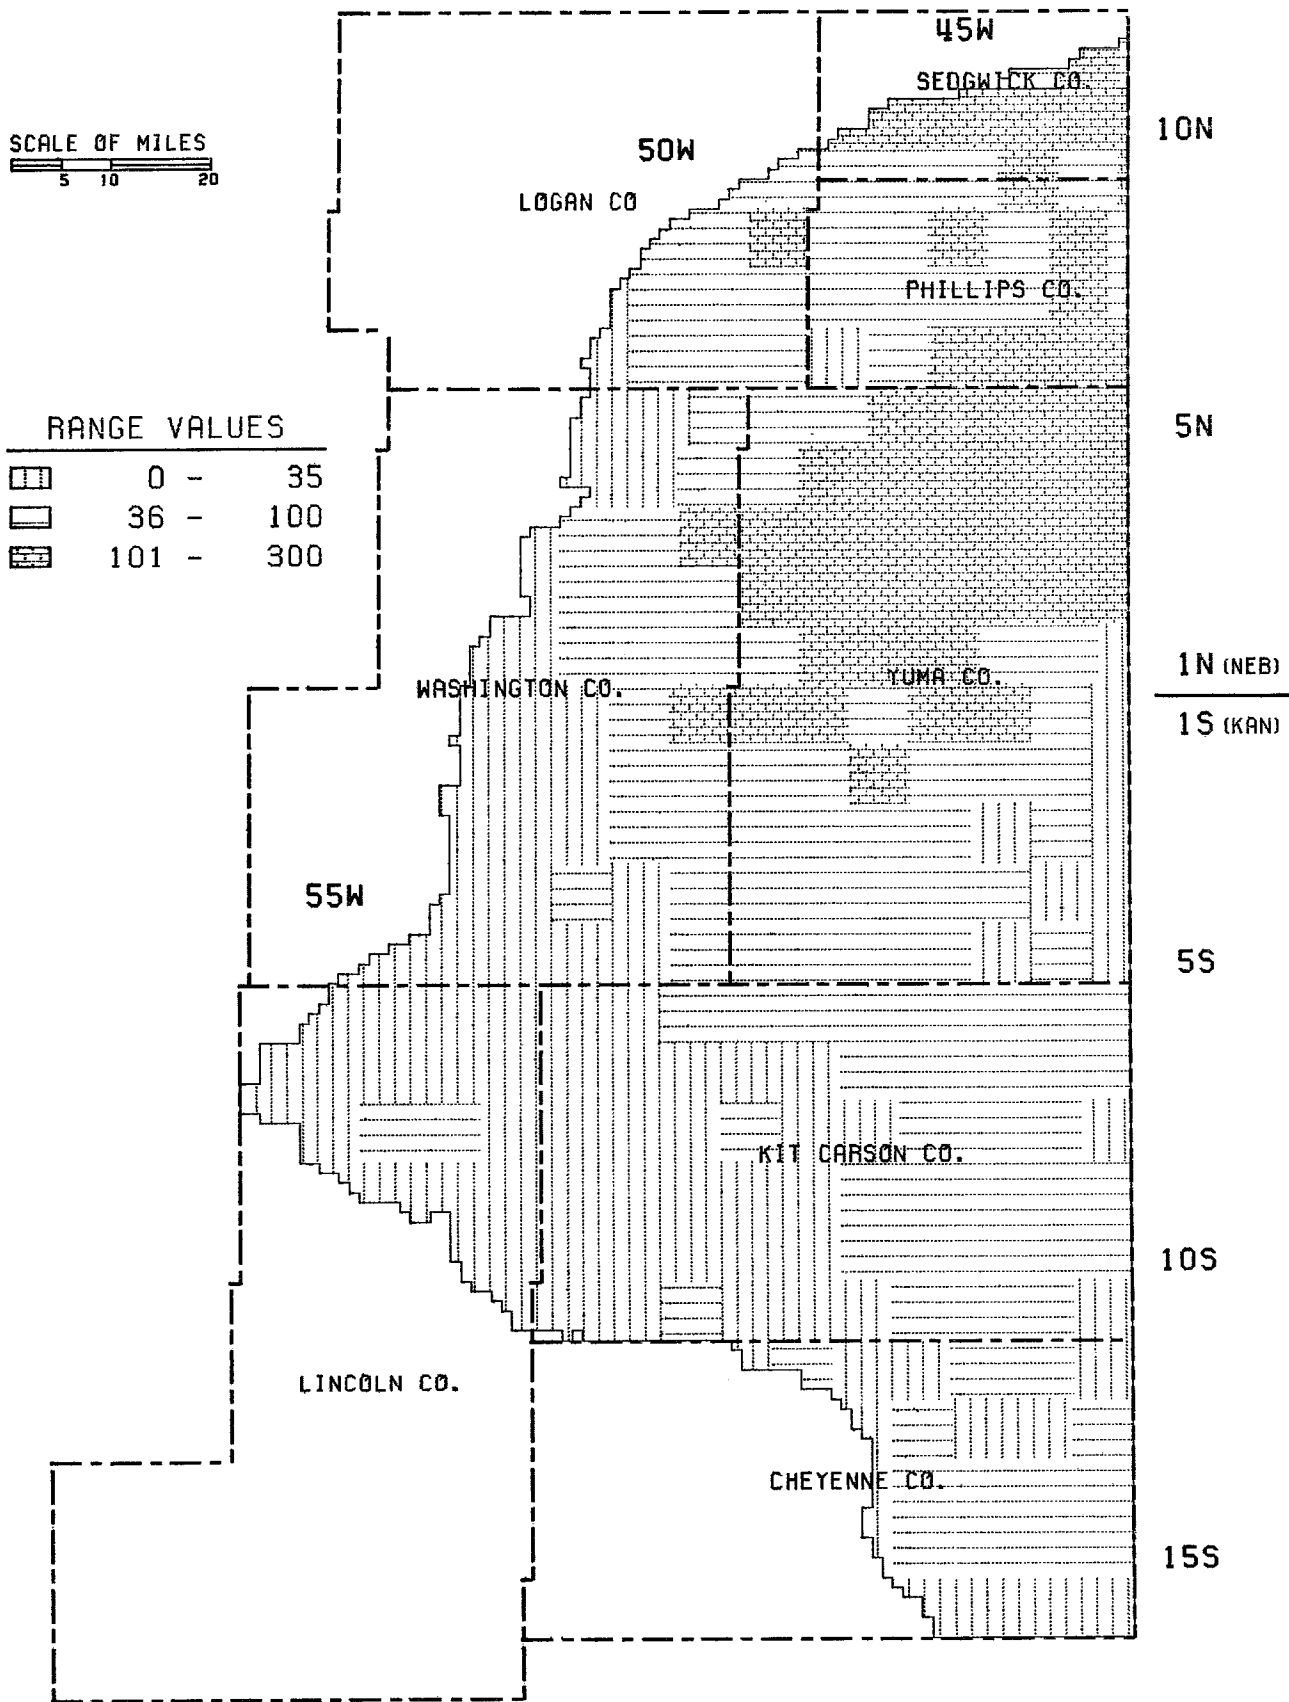 45W
SEDGWICK CO.
10N
SCALE OF MILES
5 10 20
50W
LOGAN CO
PHILLIPS CO.
5N
RANGE VALUES
0 - 35
36 - 100
101 - 300
1N (NEB)
WASHINGTON CO.
YUMA CO.
1S (KAN)
55W
5S
KIT CARSON CO.
10S
LINCOLN CO.
CHEYENNE CO.
15S